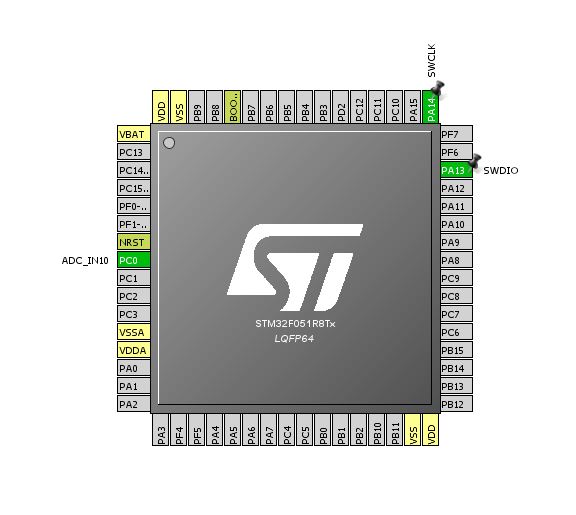 SWCLK
VDD
VSS
PB9
PB8
BOO..
PB7
PB6
PB5
PB4
PB3
PD2
PC12
PC11
PC10
PA15
PA14
VBAT
PC13
PC14..
PC15..
PF0-..
PF1-..
NRST
ADC_IN10
PC0
PC1
PC2
PC3
VSSA
VDDA
PA0
PA1
PA2
ST
STM32F051R8Tx
LQFP64
PF7
PF6
PA13
SWDIO
PA12
PA11
PA10
PA9
PA8
PC9
PC8
PC7
PC6
PB15
PB14
PB13
PB12
PA3
PF4
PF5
PA4
PA5
PA6
PA7
PC4
PC5
PB0
PB1
PB2
PB10
PB11
VSS
VDD